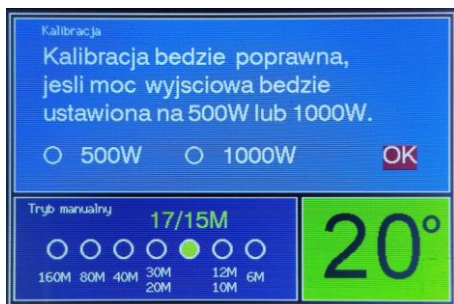 Kalibracja
Kalibracja bedzie poprawna,
jesli moc wyjsciowa bedzie
ustawiona na 500W lub 1000W.
500W 1000W OK
Tryb manualny
17/15M
160M 80M 40M 30M 20M 12M 10M 6M
20°